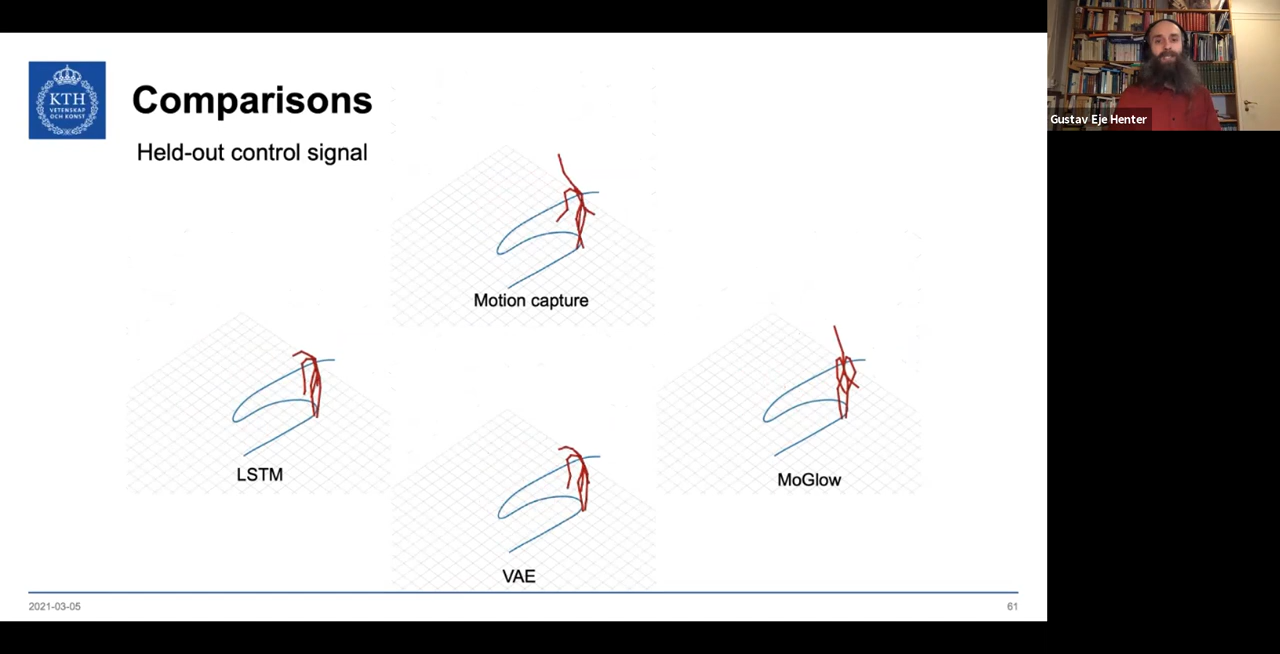 KTH
VETENSKAP
OCH KONST
Comparisons
Held-out control signal
Motion capture
LSTM
MoGlow
VAE
2021-03-05
61
Gustav Eje Henter